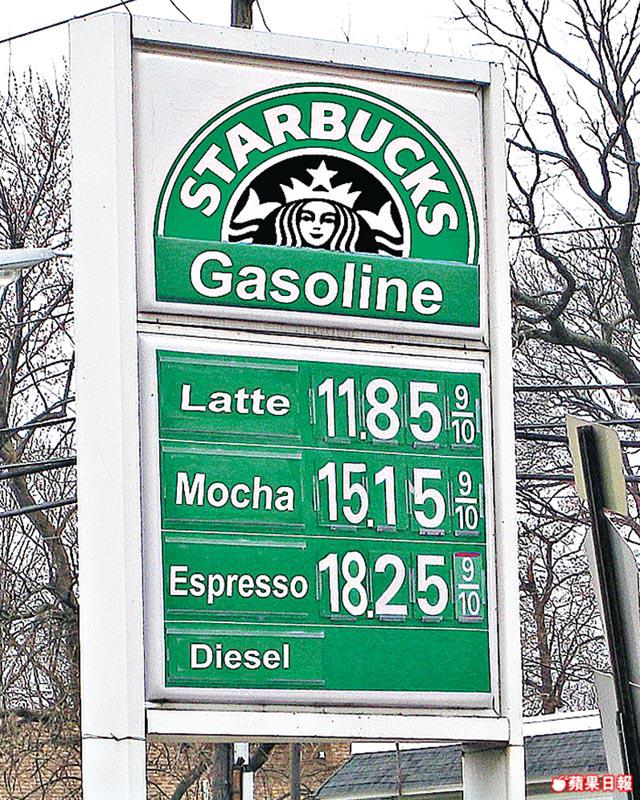 STARBUCKS
Gasoline
Latte 11.85 9/10
Mocha 15.15 9/10
Espresso 18.25 9/10
Diesel
蘋果日報